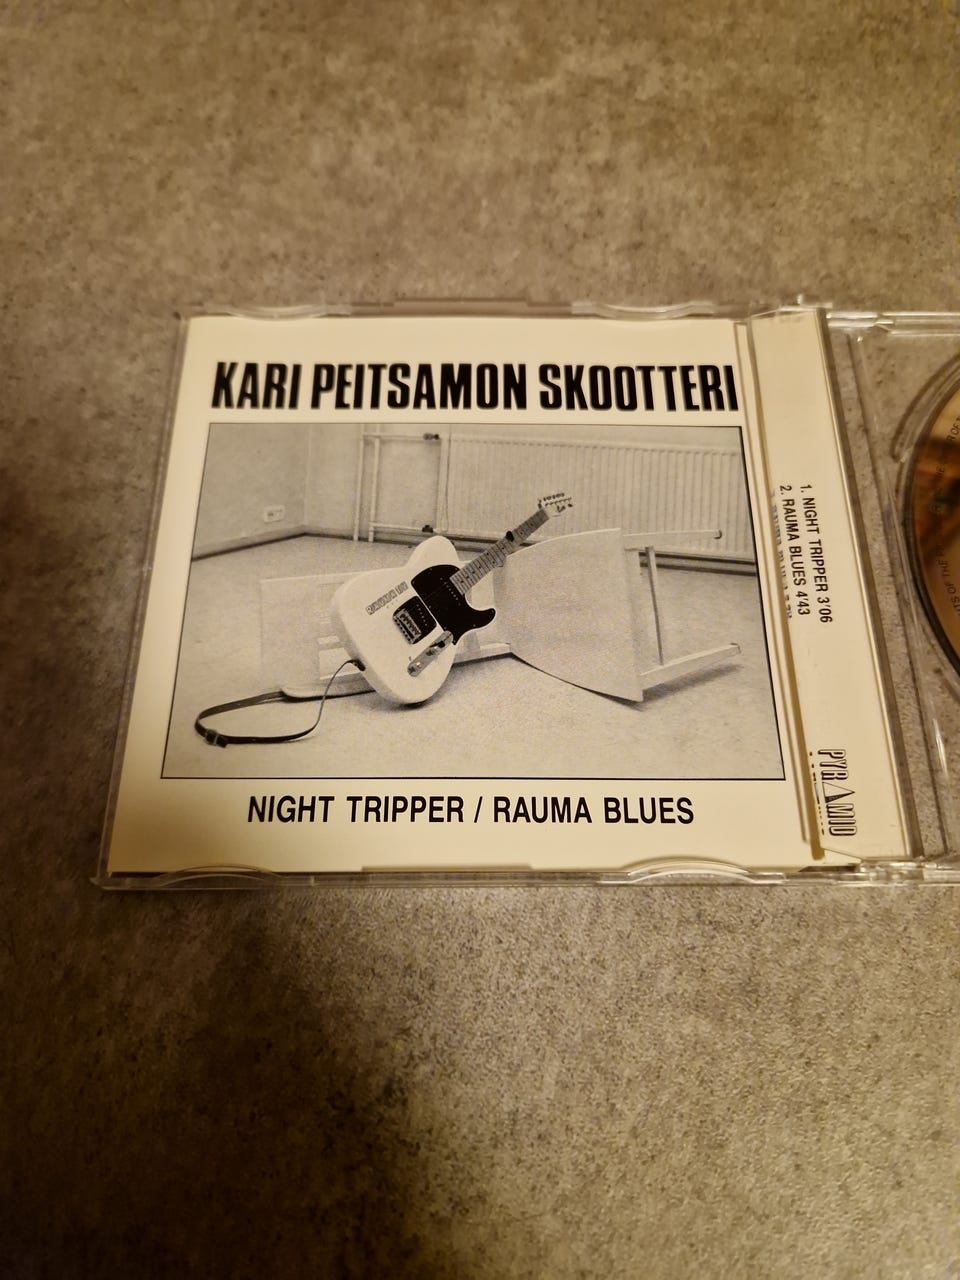 KARI PEITSAMON SKOOTTERI
NIGHT TRIPPER / RAUMA BLUES
1. NIGHT TRIPPER 3'06
2. RAUMA BLUES 4'43
PYRAMID